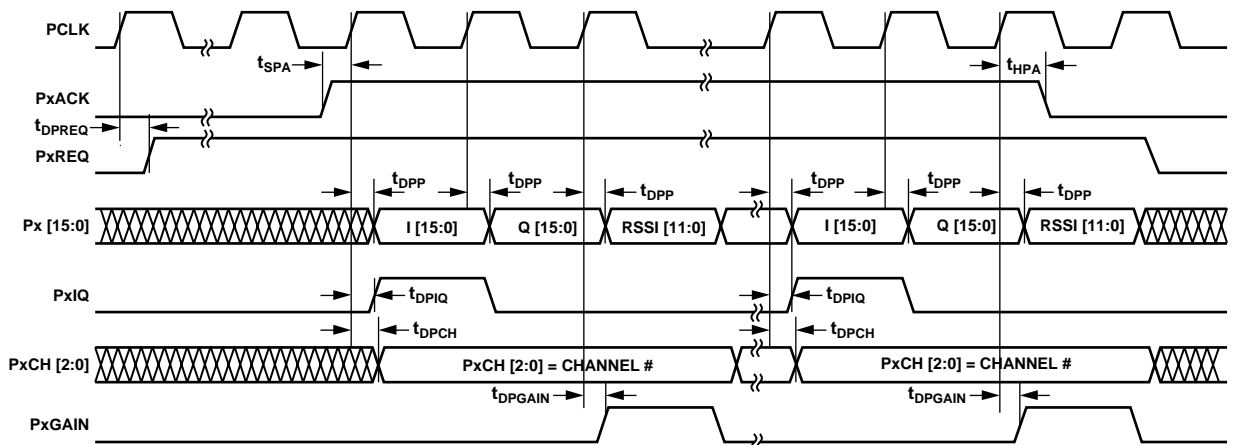 PCLK
tSPA
tHPA
PxACK
tDPREQ
PxREQ
tDPP tDPP tDPP tDPP tDPP tDPP
Px [15:0] I [15:0] Q [15:0] RSSI [11:0] I [15:0] Q [15:0] RSSI [11:0]
PxIQ tDPIQ tDPIQ
tDPCH tDPCH
PxCH [2:0] PxCH [2:0] = CHANNEL # PxCH [2:0] = CHANNEL #
tDPGAIN tDPGAIN
PxGAIN